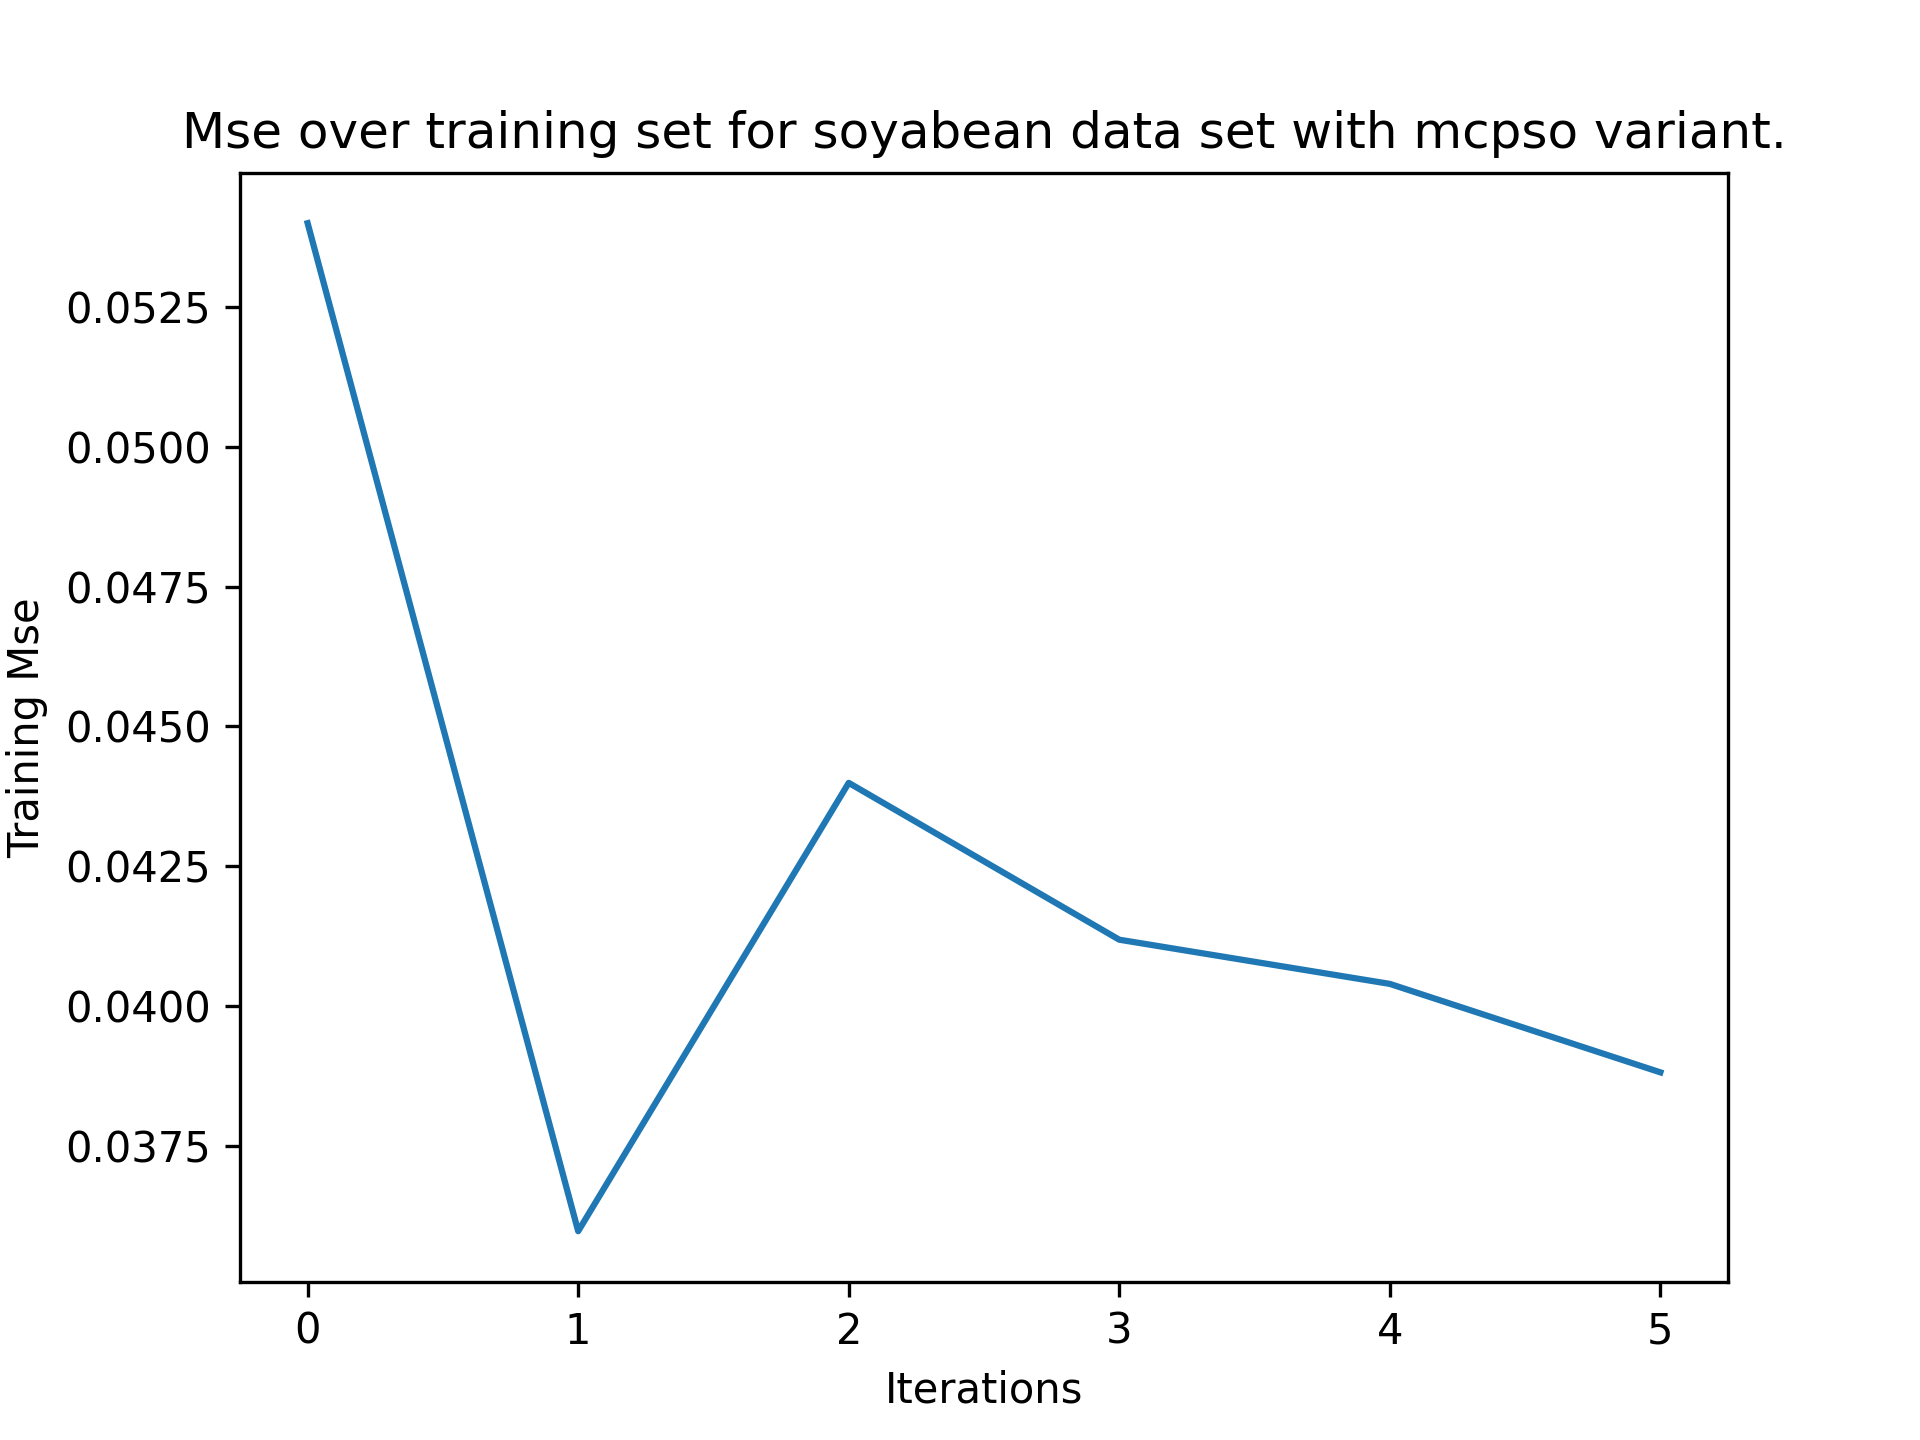 Mse over training set for soyabean data set with mcpso variant.
0.0525
0.0500
0.0475
0.0450
0.0425
0.0400
0.0375
Training Mse
0 1 2 3 4 5
Iterations